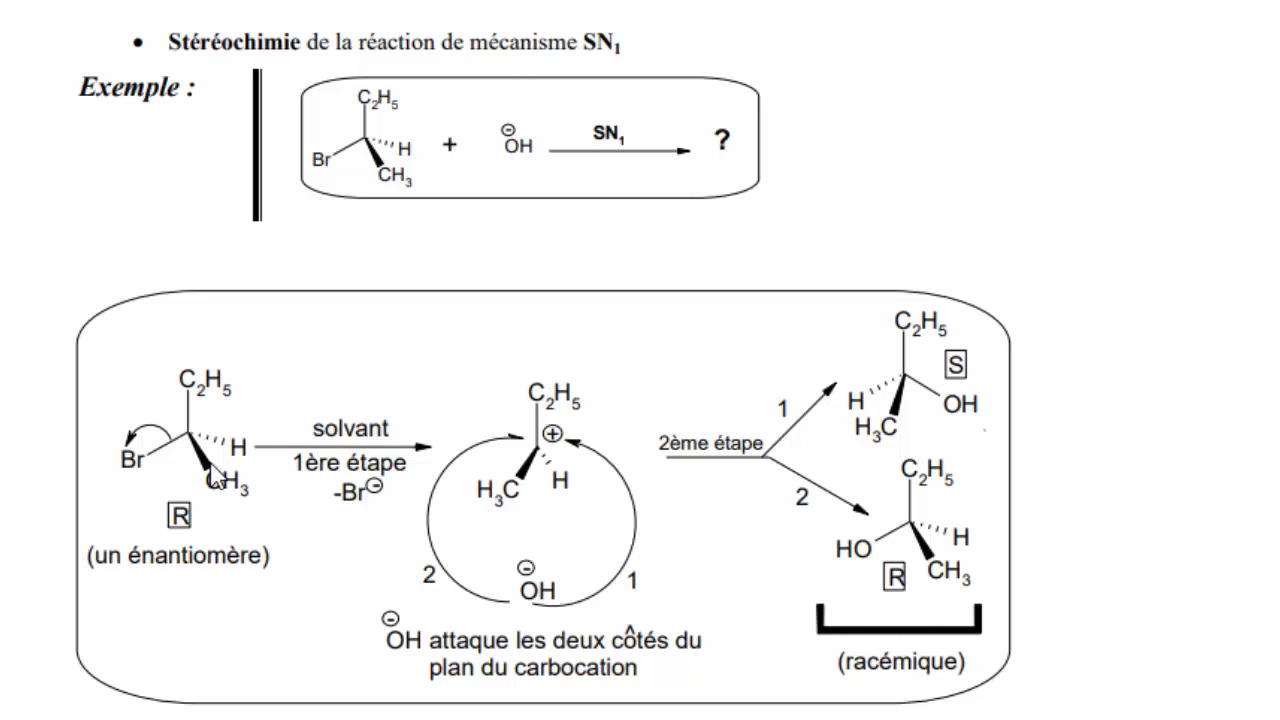 • Stéréochimie de la réaction de mécanisme SN₁
Exemple :
C₂H₅
Br
H
CH₃
+
⊖
OH
SN₁
?
C₂H₅
Br
H
CH₃
R
(un énantiomère)
solvant
1ère étape
-Br⊖
C₂H₅
⊕
H₃C
H
2
⊖
OH
1
⊖
OH attaque les deux côtés du
plan du carbocation
2ème étape
1
2
C₂H₅
S
H
OH
H₃C
C₂H₅
HO
H
R
CH₃
(racémique)